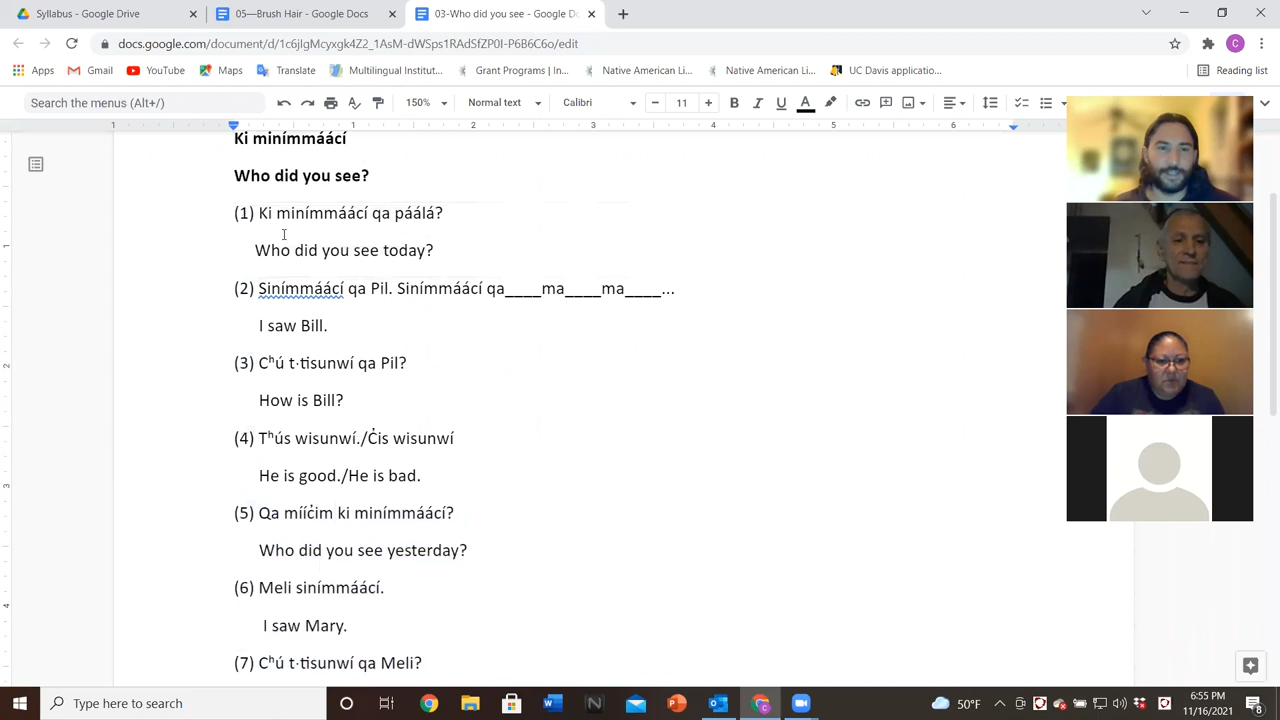 Syllabus - Google Drive
05—Brush Hair - Google Docs
03-Who did you see - Google Do
docs.google.com/document/d/1c6jIgMcyxgk4Z2_1AsM-dWSps1RAdSfZP0I-I36B6C6o/edit
Apps
Gmail
YouTube
Maps
Translate
Multilingual Instit...
Grant Programs | In...
Native American Li...
Native American Li...
UC Davis applicatio...
Reading list
Search the menus (Alt+/)
150%
Normal text
Calibri
11
Ki minímmáácí
Who did you see?
(1) Ki minímmáácí qa páálá?
Who did you see today?
(2) Sinímmáácí qa Pil. Sinímmáácí qa____ma____ma____...
I saw Bill.
(3) Cʰú t·tisunwí qa Pil?
How is Bill?
(4) Tʰús wisunwí./C̓is wisunwí
He is good./He is bad.
(5) Qa mííc̓im ki minímmáácí?
Who did you see yesterday?
(6) Meli sinímmáácí.
I saw Mary.
(7) Cʰú t·tisunwí qa Meli?
Type here to search
50°F
6:55 PM
11/16/2021